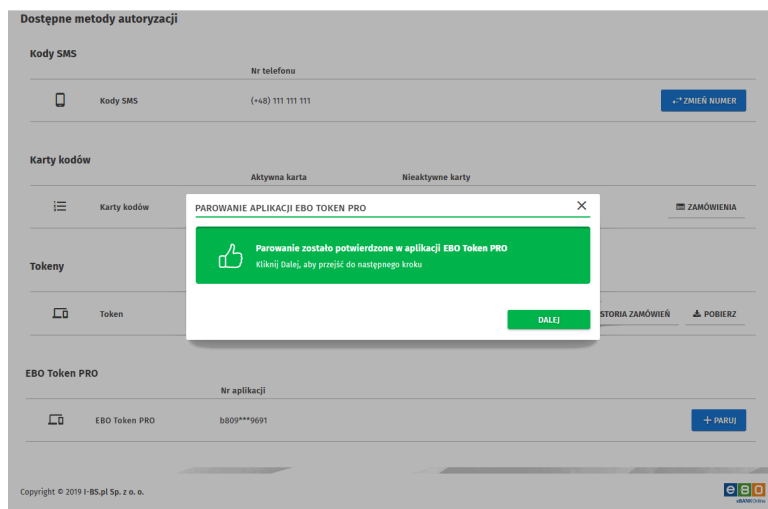 Dostępne metody autoryzacji
Kody SMS
Nr telefonu
Kody SMS (+48) 111 111 111 ZMIEŃ NUMER
Karty kodów
Aktywna karta Nieaktywne karty
Karty kodów ZAMÓWIENIA
PAROWANIE APLIKACJI EBO TOKEN PRO
Parowanie zostało potwierdzone w aplikacji EBO Token PRO
Kliknij Dalej, aby przejść do następnego kroku
DALEJ
Tokeny
Token STORIA ZAMÓWIEŃ POBIERZ
EBO Token PRO
Nr aplikacji
EBO Token PRO b809***9691 + PARUJ
Copyright © 2019 I-BS.pl Sp. z o. o.
eBO
eBANK Online